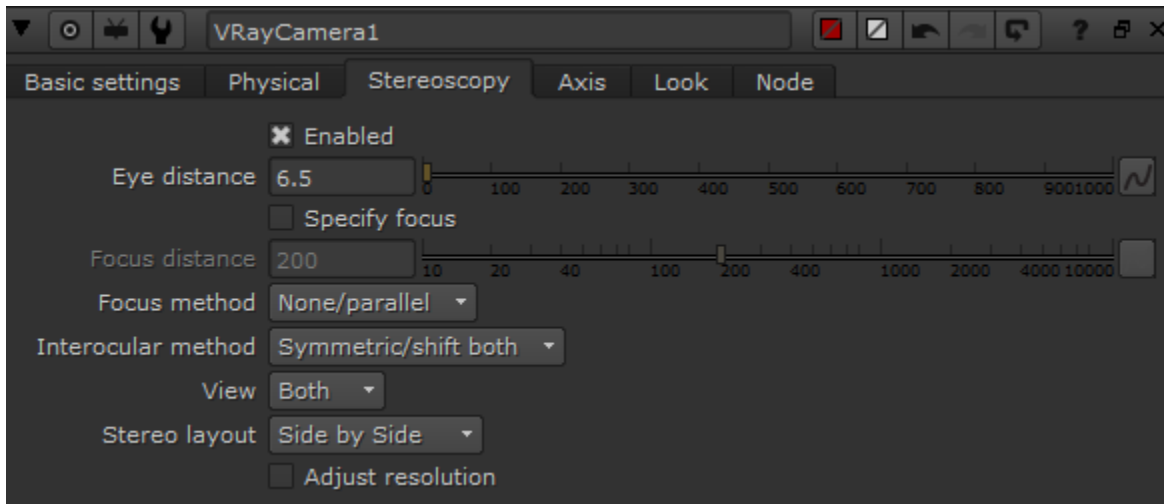 VRayCamera1 ?
Basic settings Physical Stereoscopy Axis Look Node
Enabled
Eye distance 6.5 0 100 200 300 400 500 600 700 800 900 1000
Specify focus
Focus distance 200 10 20 40 100 200 400 1000 2000 4000 10000
Focus method None/parallel
Interocular method Symmetric/shift both
View Both
Stereo layout Side by Side
Adjust resolution